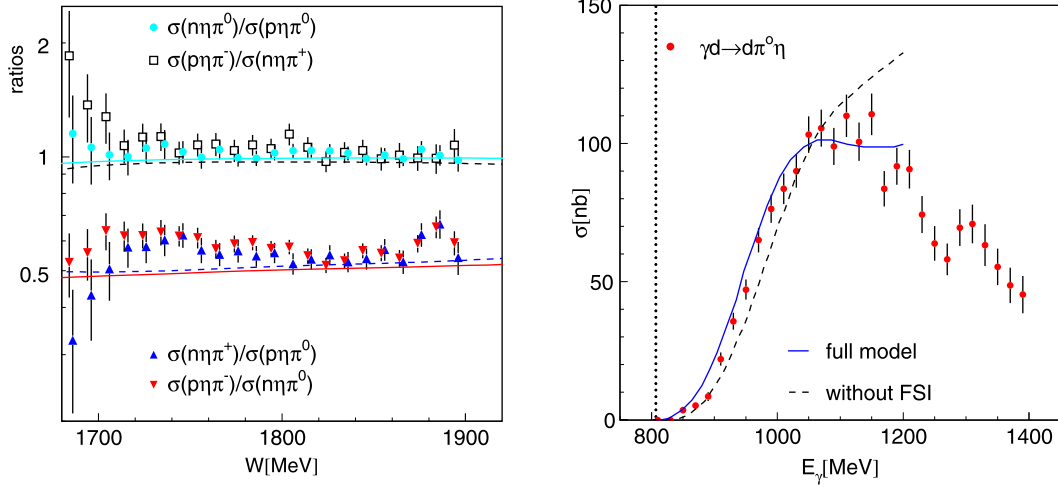 ratios
2
1
0.5
σ(nηπ⁰)/σ(pηπ⁰)
σ(pηπ⁻)/σ(nηπ⁺)
σ(nηπ⁺)/σ(pηπ⁰)
σ(pηπ⁻)/σ(nηπ⁰)
1700 1800 1900
W[MeV]
σ[nb]
150
100
50
0
γd→dπ°η
full model
without FSI
800 1000 1200 1400
E_γ[MeV]